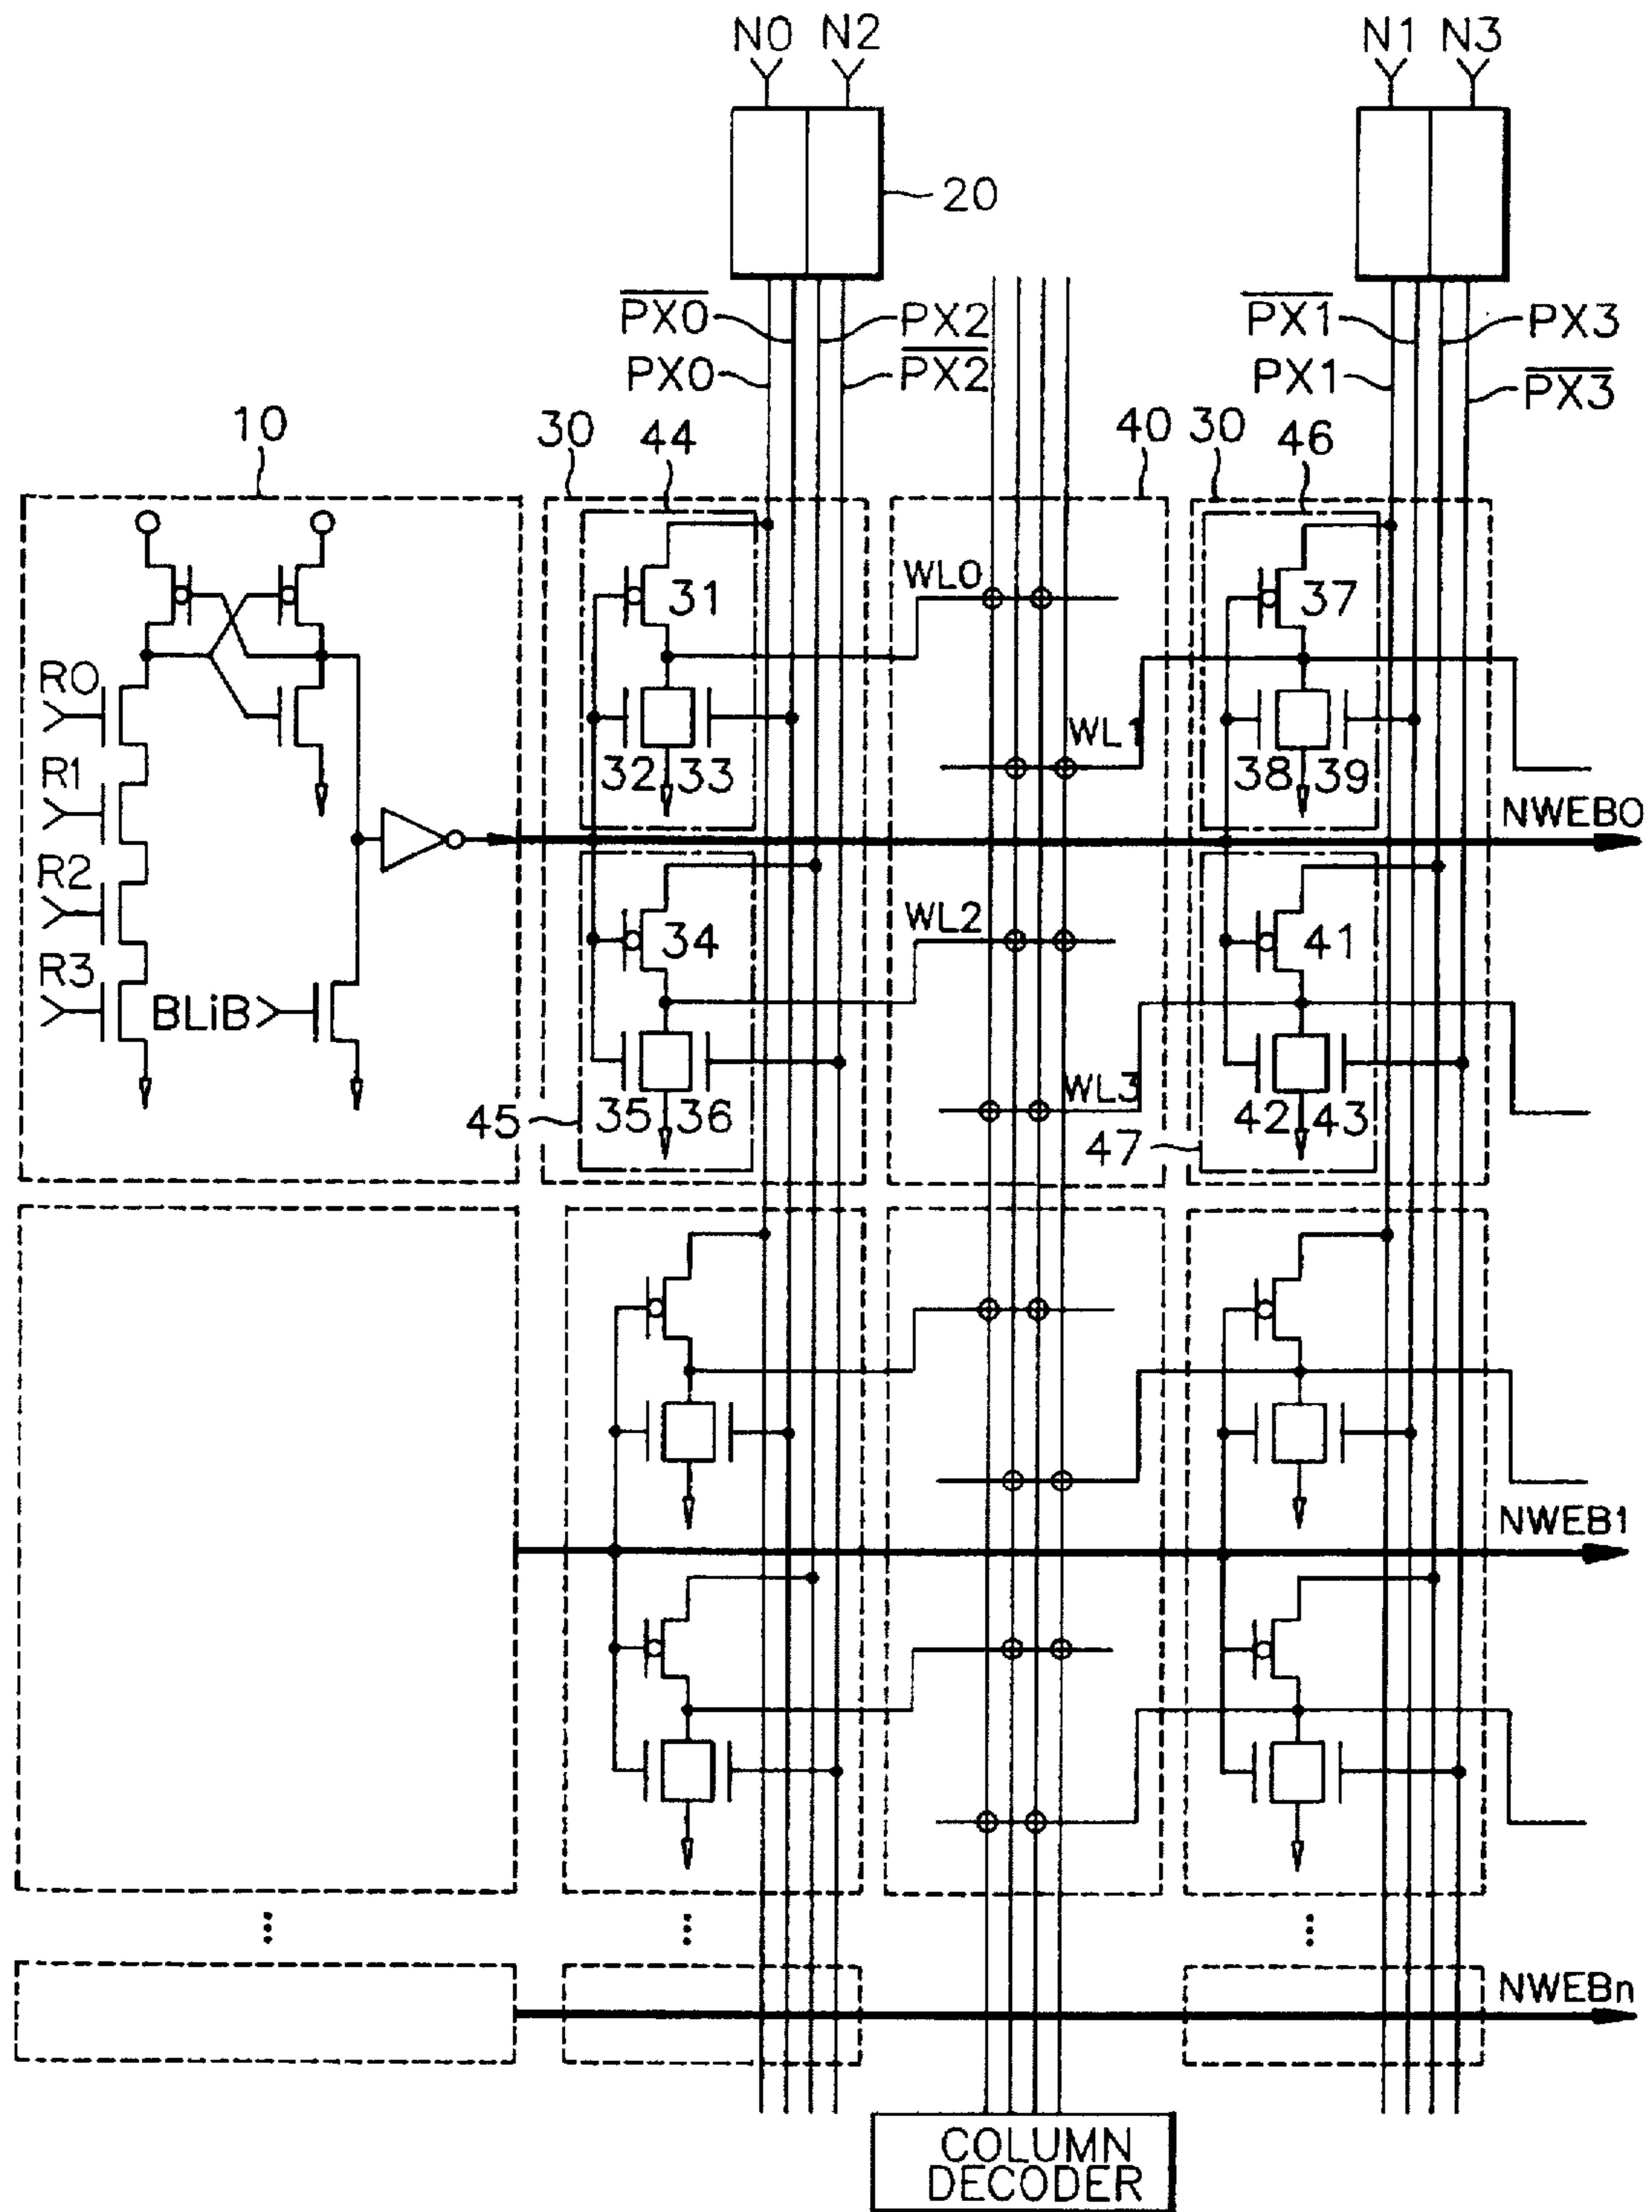 N0 N2 N1 N3
20
PX0 PX2 PX1 PX3
PX0 PX2 PX1 PX3
10 30 44 40 30 46
WL0
31 37
R0
WL1
32 33 38 39
R1
NWEB0
R2
WL2
34 41
R3
BLiB
WL3
45 35 36 47 42 43
NWEB1
⋮ ⋮ ⋮
NWEBn
COLUMN
DECODER